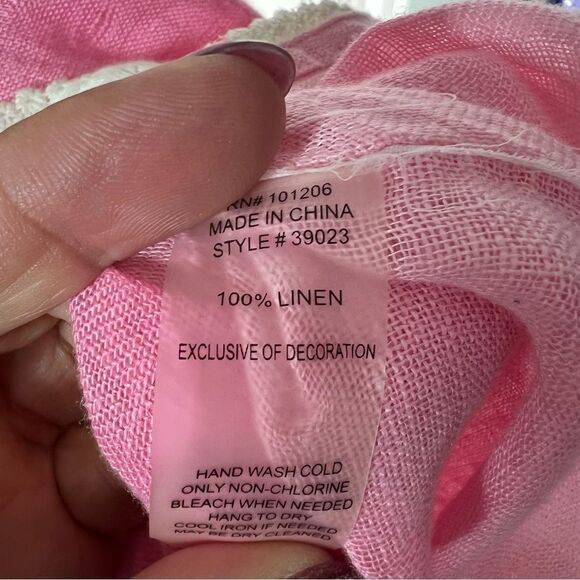 RN# 101206
MADE IN CHINA
STYLE # 39023
100% LINEN
EXCLUSIVE OF DECORATION
HAND WASH COLD
ONLY NON-CHLORINE
BLEACH WHEN NEEDED
HANG TO DRY
COOL IRON IF NEEDED
MAY BE DRY CLEANED